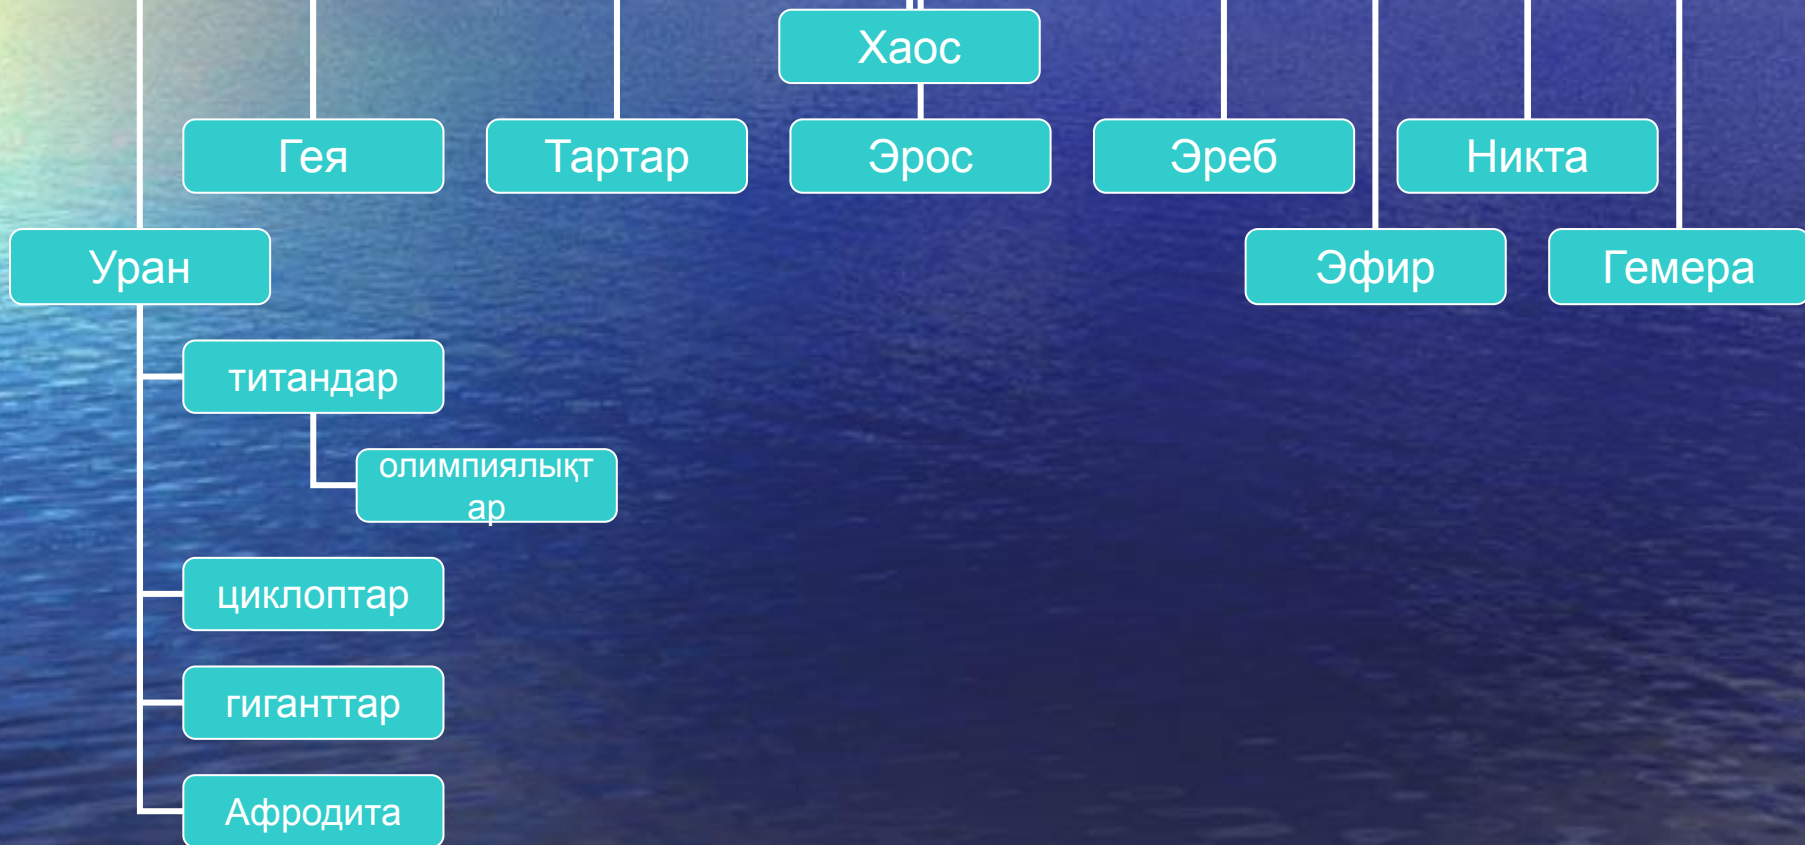 Хаос
Гея
Тартар
Эрос
Эреб
Никта
Уран
Эфир
Гемера
титандар
олимпиялықт
ар
циклоптар
гиганттар
Афродита